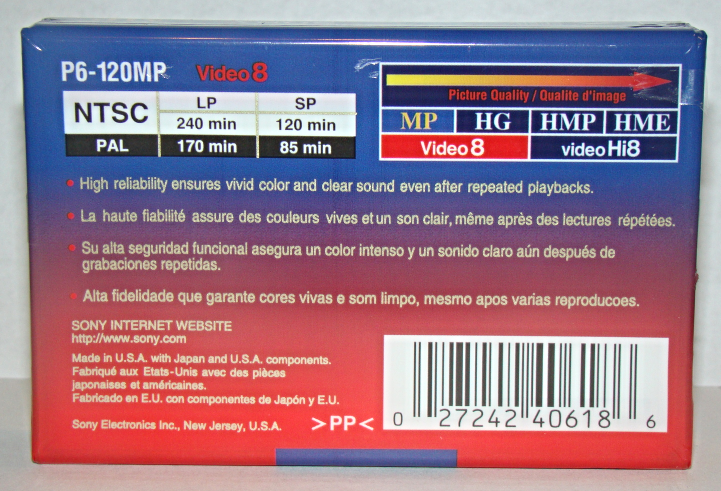 P6-120MP Video8
NTSC LP SP
240 min 120 min
PAL 170 min 85 min
Picture Quality / Qualite d'image
MP HG HMP HME
Video8 videoHi8
• High reliability ensures vivid color and clear sound even after repeated playbacks.
• La haute fiabilité assure des couleurs vives et un son clair, même après des lectures répétées.
• Su alta seguridad funcional asegura un color intenso y un sonido claro aún después de
grabaciones repetidas.
• Alta fidelidade que garante cores vivas e som limpo, mesmo apos varias reproducoes.
SONY INTERNET WEBSITE
http://www.sony.com
Made in U.S.A. with Japan and U.S.A. components.
Fabriqué aux Etats-Unis avec des pièces
japonaises et américaines.
Fabricado en E.U. con componentes de Japón y E.U.
Sony Electronics Inc., New Jersey, U.S.A.
>PP<
0 27242 40618 6